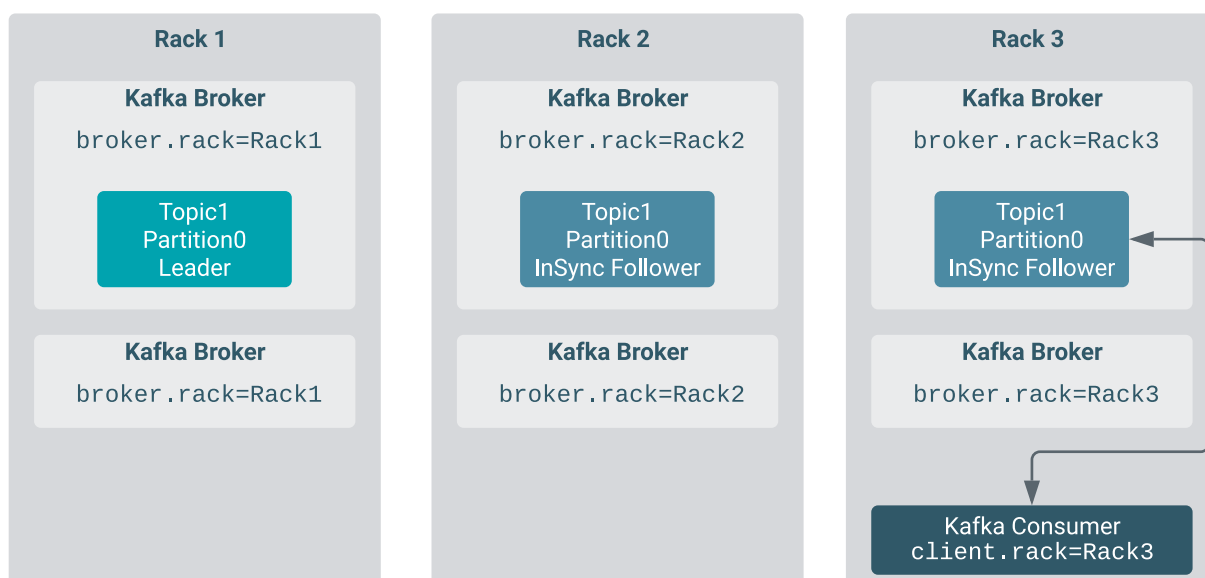 Rack 1
Kafka Broker
broker.rack=Rack1
Topic1
Partition0
Leader
Kafka Broker
broker.rack=Rack1
Rack 2
Kafka Broker
broker.rack=Rack2
Topic1
Partition0
InSync Follower
Kafka Broker
broker.rack=Rack2
Rack 3
Kafka Broker
broker.rack=Rack3
Topic1
Partition0
InSync Follower
Kafka Broker
broker.rack=Rack3
Kafka Consumer
client.rack=Rack3